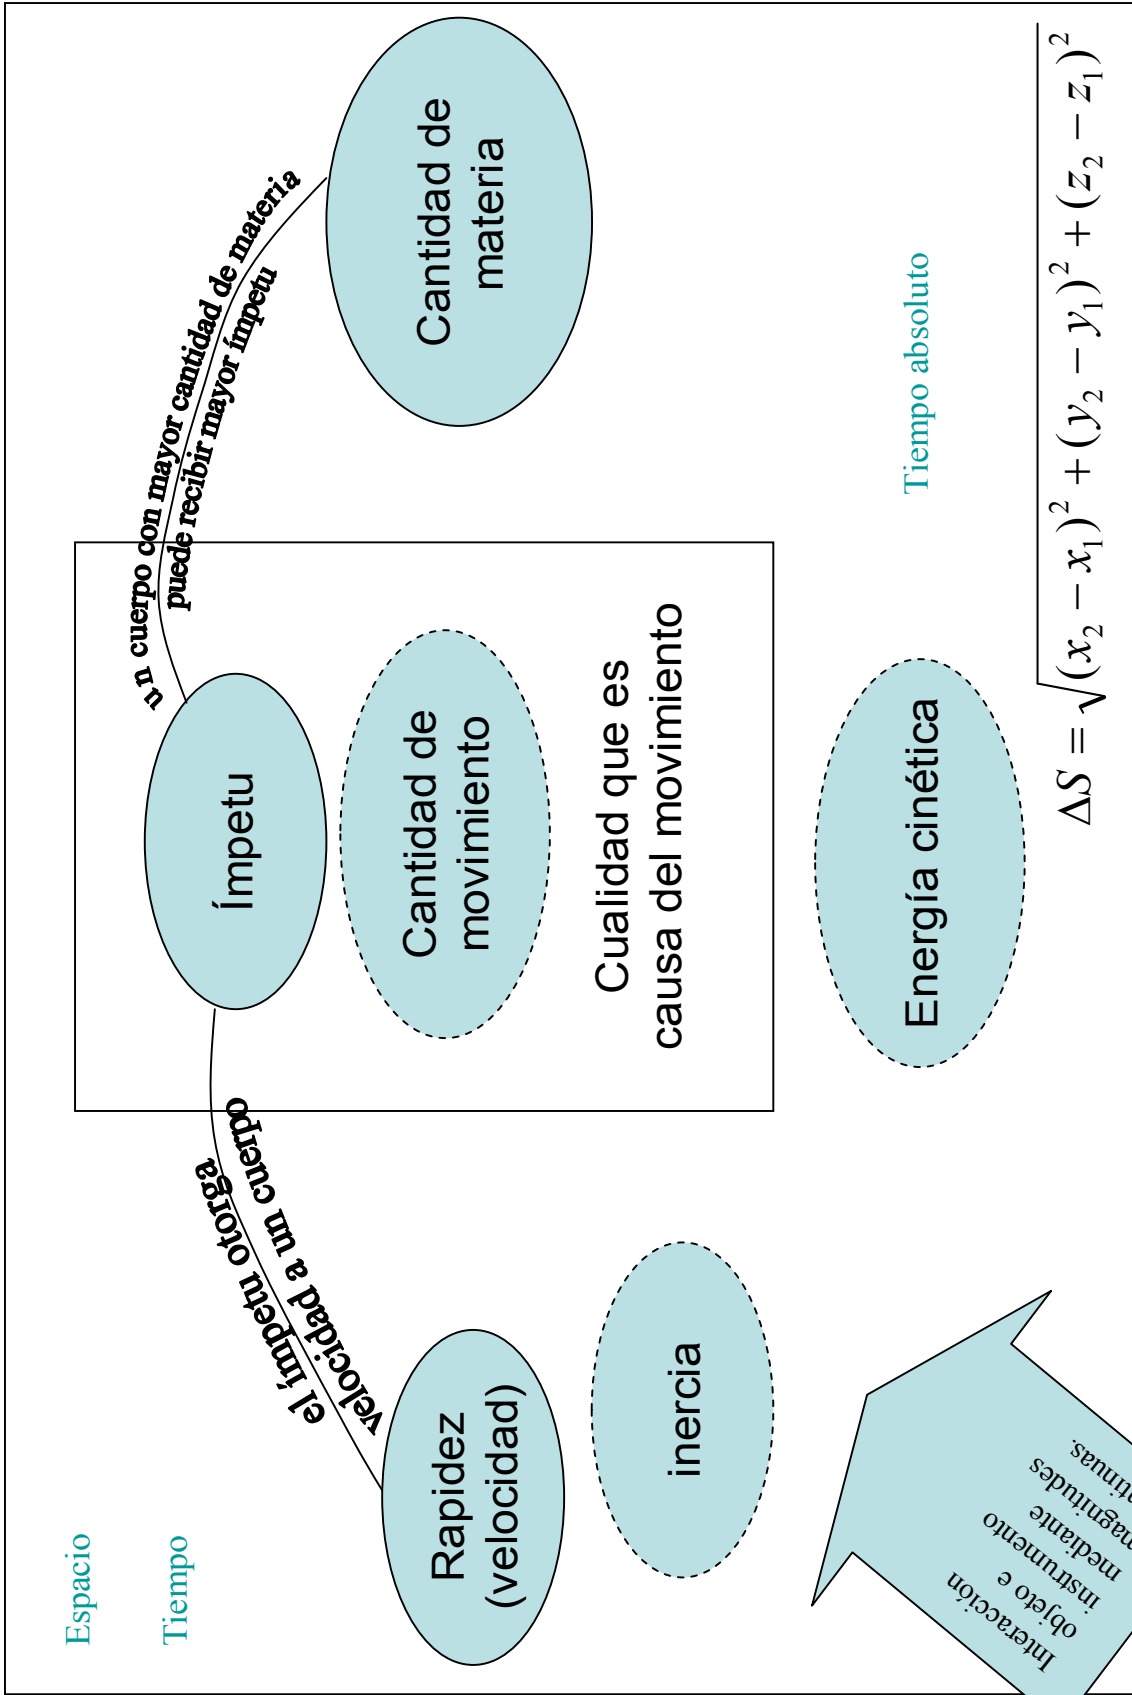 Espacio
Tiempo
el ímpetu otorga
velocidad a un cuerpo
un cuerpo con mayor cantidad de materia
puede recibir mayor ímpetu
Ímpetu
Cantidad de
movimiento
Cualidad que es
causa del movimiento
Rapidez
(velocidad)
inercia
Cantidad de
materia
Energía cinética
Tiempo absoluto
Interacción
objeto e
instrumento
mediante
magnitudes
ΔS = √(x₂ − x₁)² + (y₂ − y₁)² + (z₂ − z₁)²